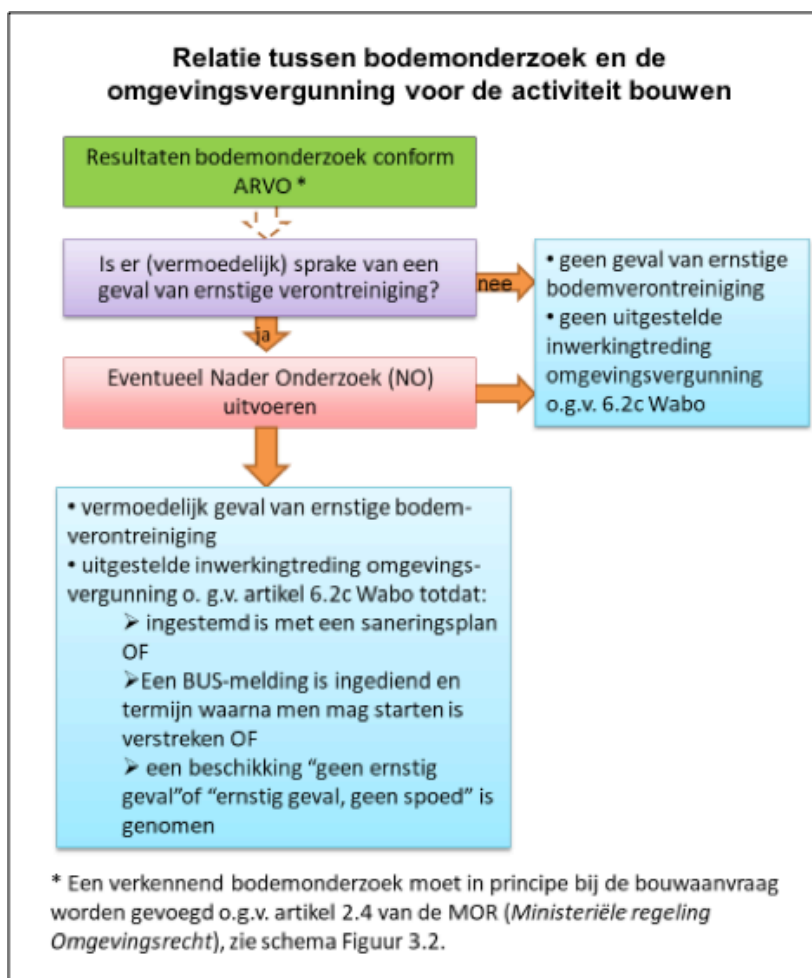 Relatie tussen bodemonderzoek en de
omgevingsvergunning voor de activiteit bouwen
Resultaten bodemonderzoek conform
ARVO *
Is er (vermoedelijk) sprake van een
geval van ernstige verontreiniging?
nee
• geen geval van ernstige
bodemverontreiniging
• geen uitgestelde
inwerkingtreding
omgevingsvergunning
o.g.v. 6.2c Wabo
ja
Eventueel Nader Onderzoek (NO)
uitvoeren
• vermoedelijk geval van ernstige bodem-
verontreiniging
• uitgestelde inwerkingtreding omgevings-
vergunning o. g.v. artikel 6.2c Wabo totdat:
➢ ingestemd is met een saneringsplan
OF
➢Een BUS-melding is ingediend en
termijn waarna men mag starten is
verstreken OF
➢ een beschikking “geen ernstig
geval”of “ernstig geval, geen spoed” is
genomen
* Een verkennend bodemonderzoek moet in principe bij de bouwaanvraag
worden gevoegd o.g.v. artikel 2.4 van de MOR (Ministeriële regeling
Omgevingsrecht), zie schema Figuur 3.2.